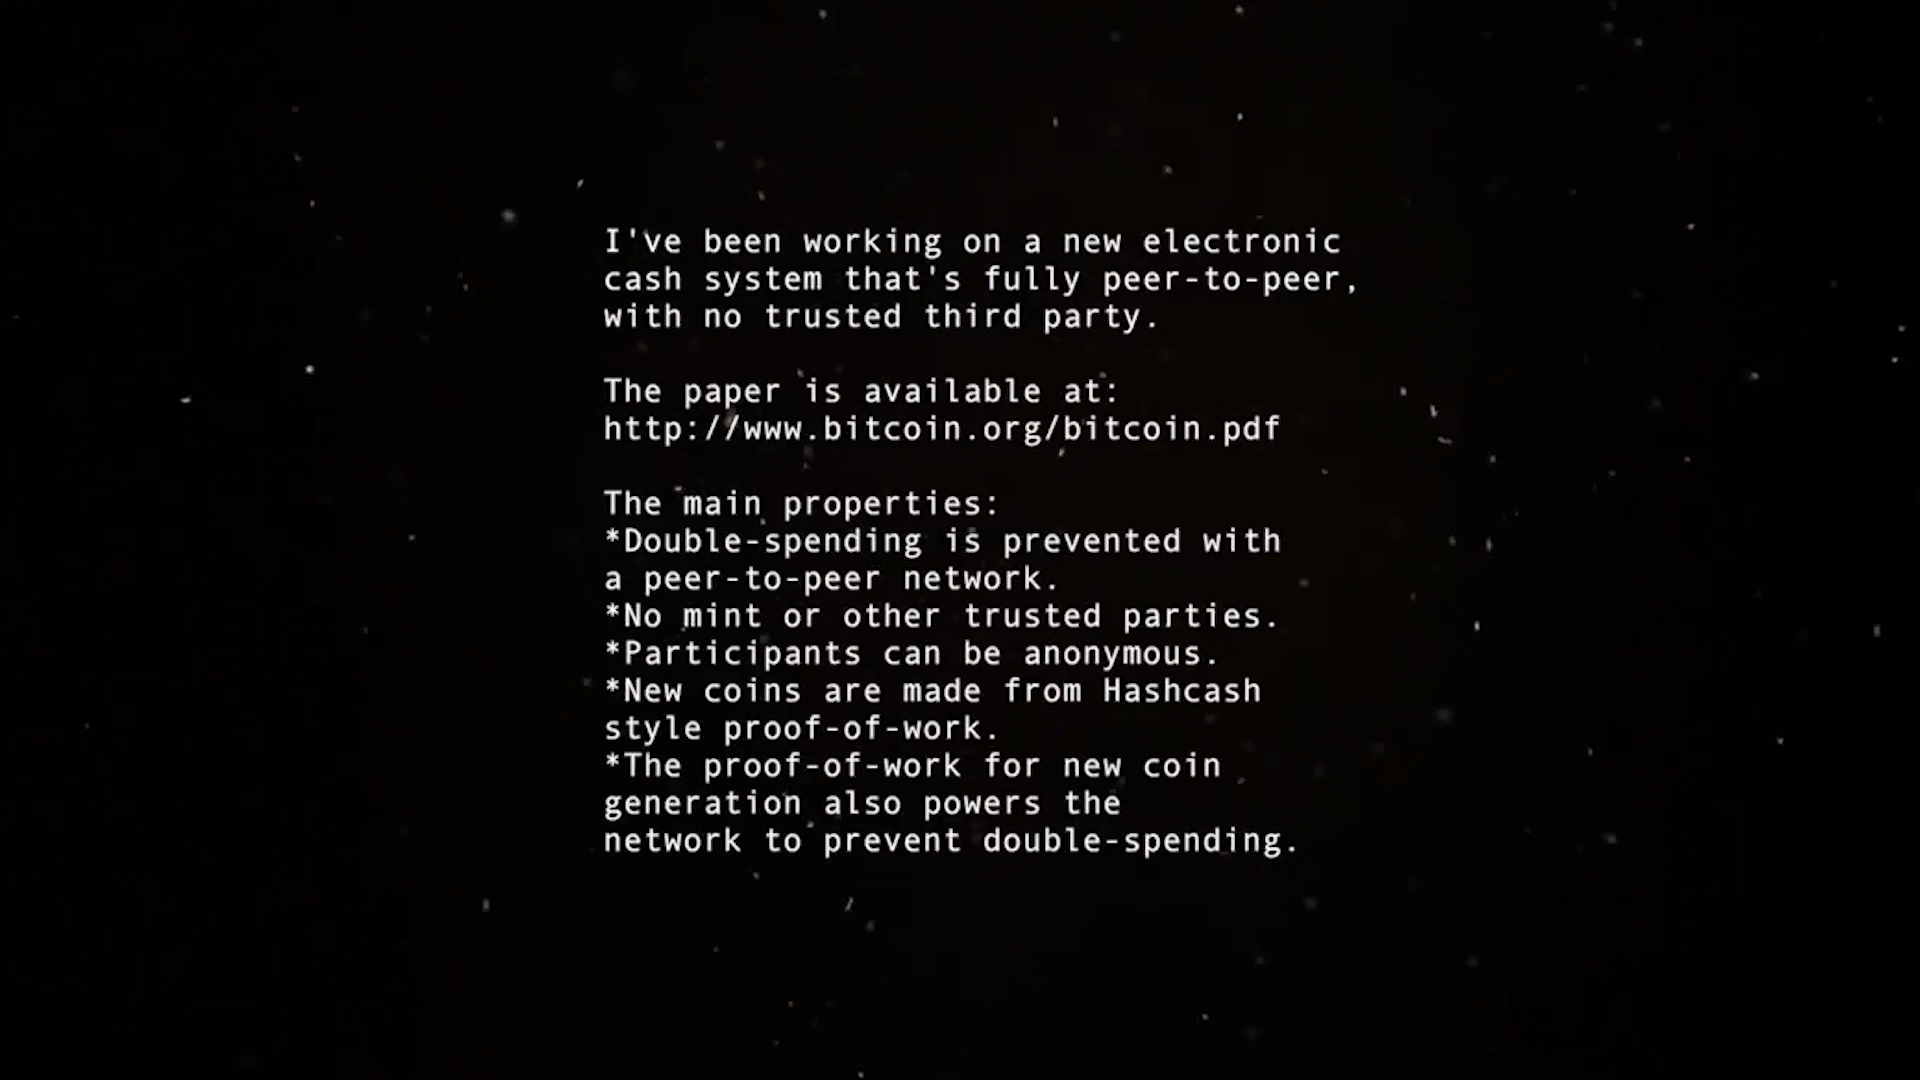 I've been working on a new electronic
cash system that's fully peer-to-peer,
with no trusted third party.
The paper is available at:
http://www.bitcoin.org/bitcoin.pdf
The main properties:
*Double-spending is prevented with
a peer-to-peer network.
*No mint or other trusted parties.
*Participants can be anonymous.
*New coins are made from Hashcash
style proof-of-work.
*The proof-of-work for new coin
generation also powers the
network to prevent double-spending.